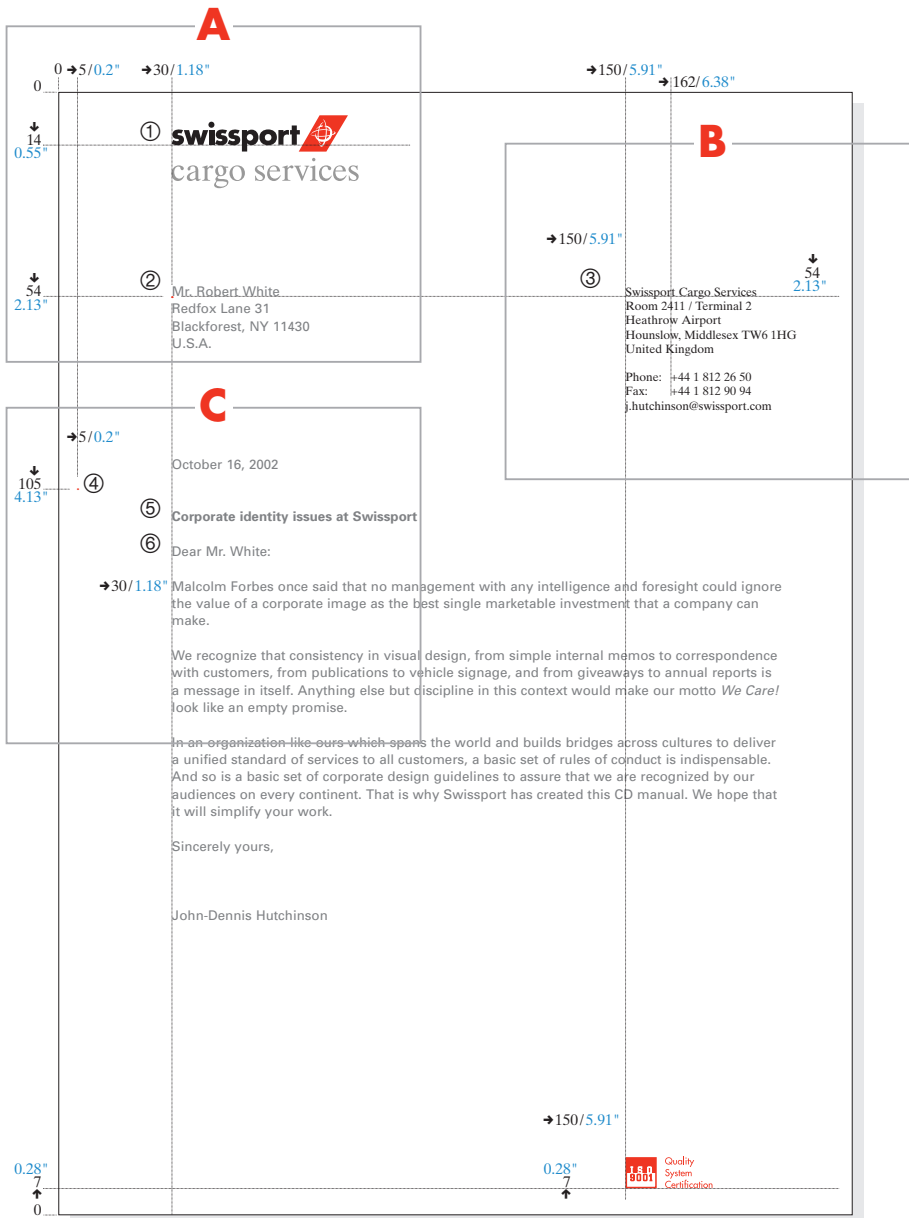 A
0 →5/0.2" →30/1.18" →150/5.91"
→162/6.38"
0
↓
14
0.55"
① swissport
cargo services
B
→150/5.91"
↓
54
2.13"
② Mr. Robert White
Redfox Lane 31
Blackforest, NY 11430
U.S.A.
③
↓
54
2.13"
Swissport Cargo Services
Room 2411 / Terminal 2
Heathrow Airport
Hounslow, Middlesex TW6 1HG
United Kingdom
Phone: +44 1 812 26 50
Fax: +44 1 812 90 94
j.hutchinson@swissport.com
C
→5/0.2"
October 16, 2002
↓
105
4.13"
④
⑤ Corporate identity issues at Swissport
⑥ Dear Mr. White:
→30/1.18" Malcolm Forbes once said that no management with any intelligence and foresight could ignore
the value of a corporate image as the best single marketable investment that a company can
make.
We recognize that consistency in visual design, from simple internal memos to correspondence
with customers, from publications to vehicle signage, and from giveaways to annual reports is
a message in itself. Anything else but discipline in this context would make our motto We Care!
look like an empty promise.
In an organization like ours which spans the world and builds bridges across cultures to deliver
a unified standard of services to all customers, a basic set of rules of conduct is indispensable.
And so is a basic set of corporate design guidelines to assure that we are recognized by our
audiences on every continent. That is why Swissport has created this CD manual. We hope that
it will simplify your work.
Sincerely yours,
John-Dennis Hutchinson
→150/5.91"
0.28"
7
↑
0
0.28"
7
↑
ISO
9001
Quality
System
Certification